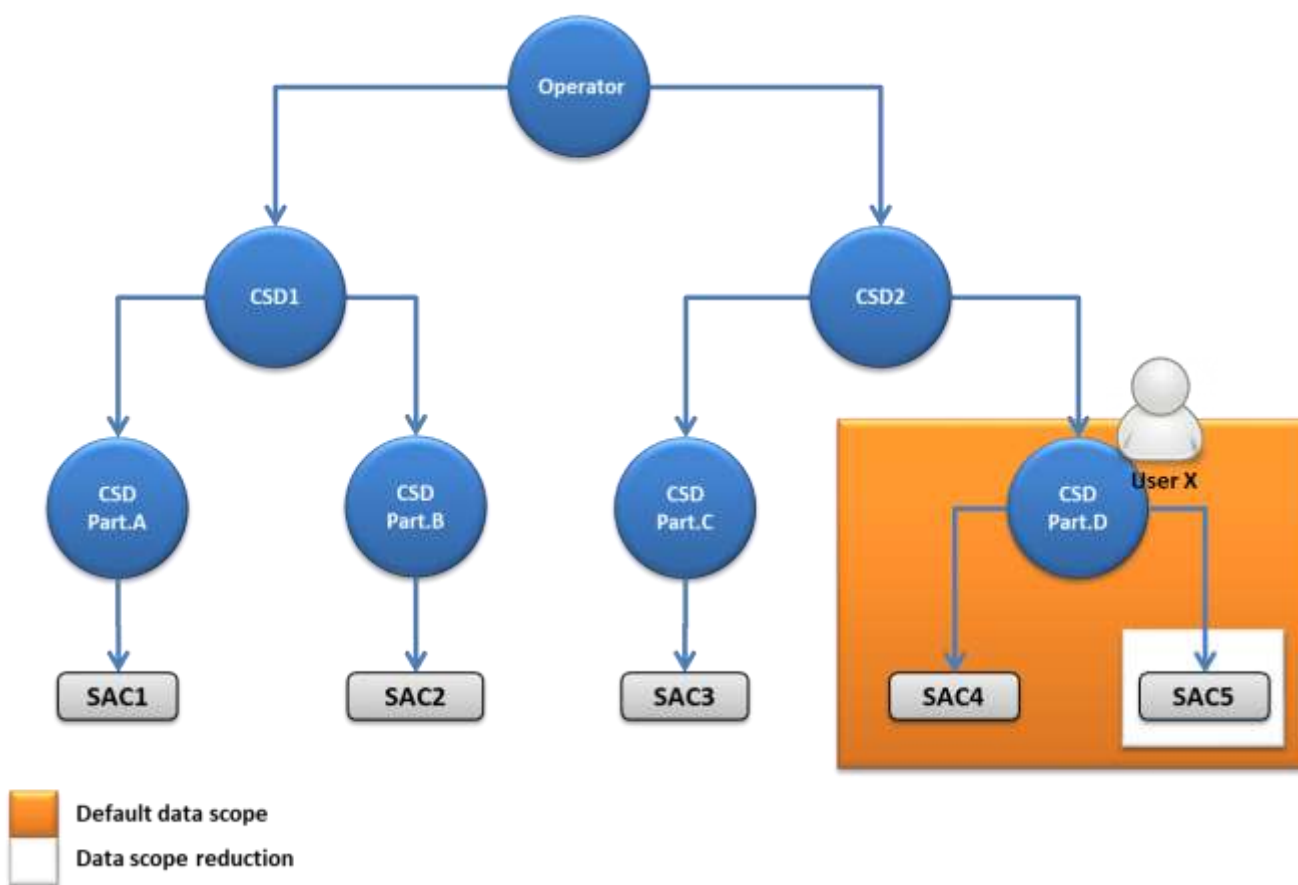 Operator
CSD1
CSD2
User X
CSD
Part.A
CSD
Part.B
CSD
Part.C
CSD
Part.D
SAC1
SAC2
SAC3
SAC4
SAC5
Default data scope
Data scope reduction